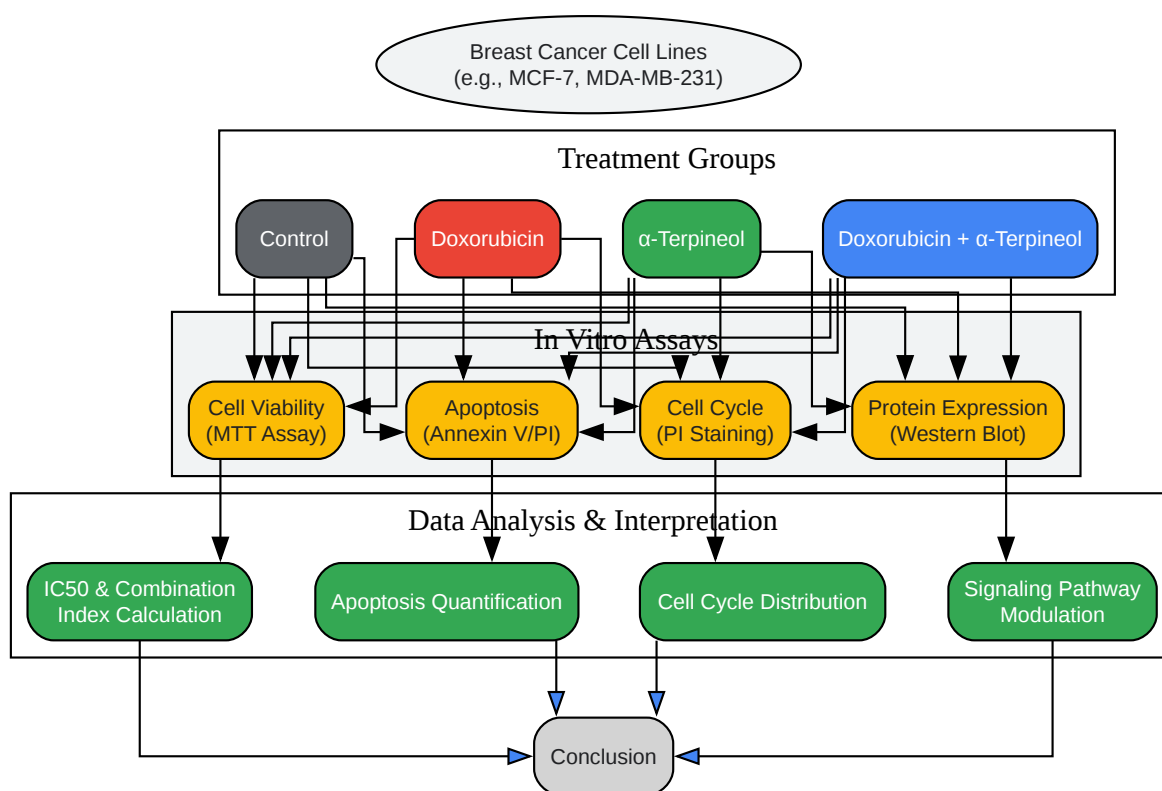 Breast Cancer Cell Lines
(e.g., MCF-7, MDA-MB-231)
Treatment Groups
Control
Doxorubicin
α-Terpineol
Doxorubicin + α-Terpineol
In Vitro Assays
Cell Viability
(MTT Assay)
Apoptosis
(Annexin V/PI)
Cell Cycle
(PI Staining)
Protein Expression
(Western Blot)
Data Analysis & Interpretation
IC50 & Combination
Index Calculation
Apoptosis Quantification
Cell Cycle Distribution
Signaling Pathway
Modulation
Conclusion